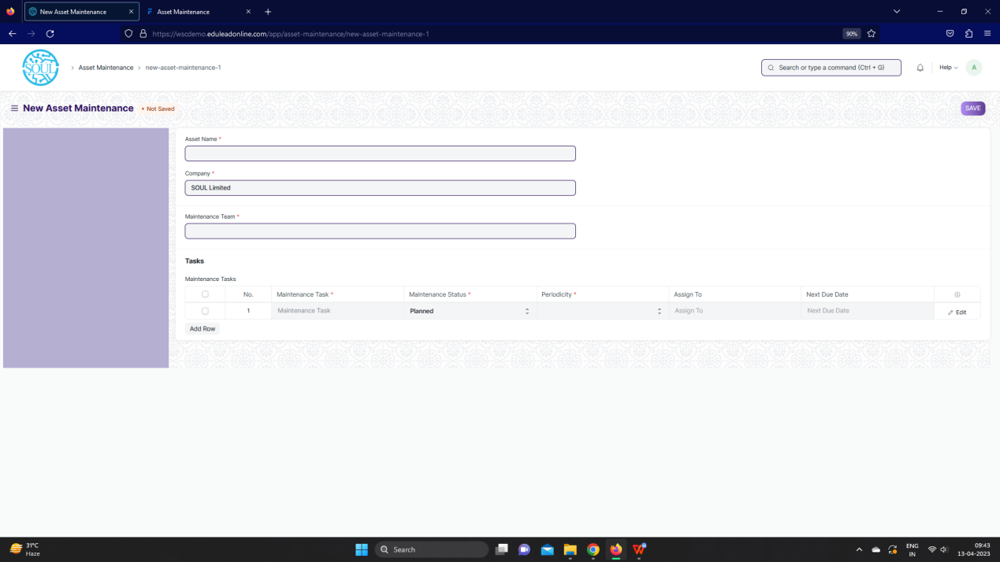 New Asset Maintenance
Asset Maintenance
https://wscdemo.eduleadonline.com/app/asset-maintenance/new-asset-maintenance-1
90%
SOUL
Asset Maintenance
new-asset-maintenance-1
Search or type a command (Ctrl + G)
Help
A
New Asset Maintenance
• Not Saved
SAVE
Asset Name *
Company *
SOUL Limited
Maintenance Team *
Tasks
Maintenance Tasks
No. Maintenance Task * Maintenance Status * Periodicity * Assign To Next Due Date
1 Maintenance Task Planned Assign To Next Due Date Edit
Add Row
31°C
Haze
Search
ENG
IN
09:43
13-04-2023